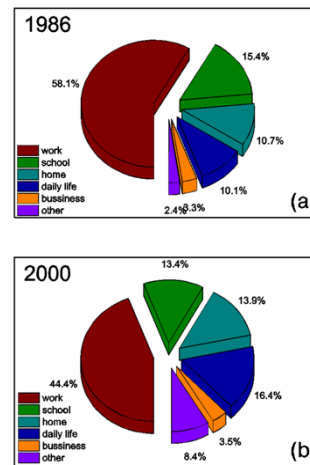 1986
58.1%
15.4%
10.7%
10.1%
3.3%
2.4%
work
school
home
daily life
bussiness
other
(a)
2000
13.4%
13.9%
44.4%
16.4%
3.5%
8.4%
work
school
home
daily life
bussiness
other
(b)